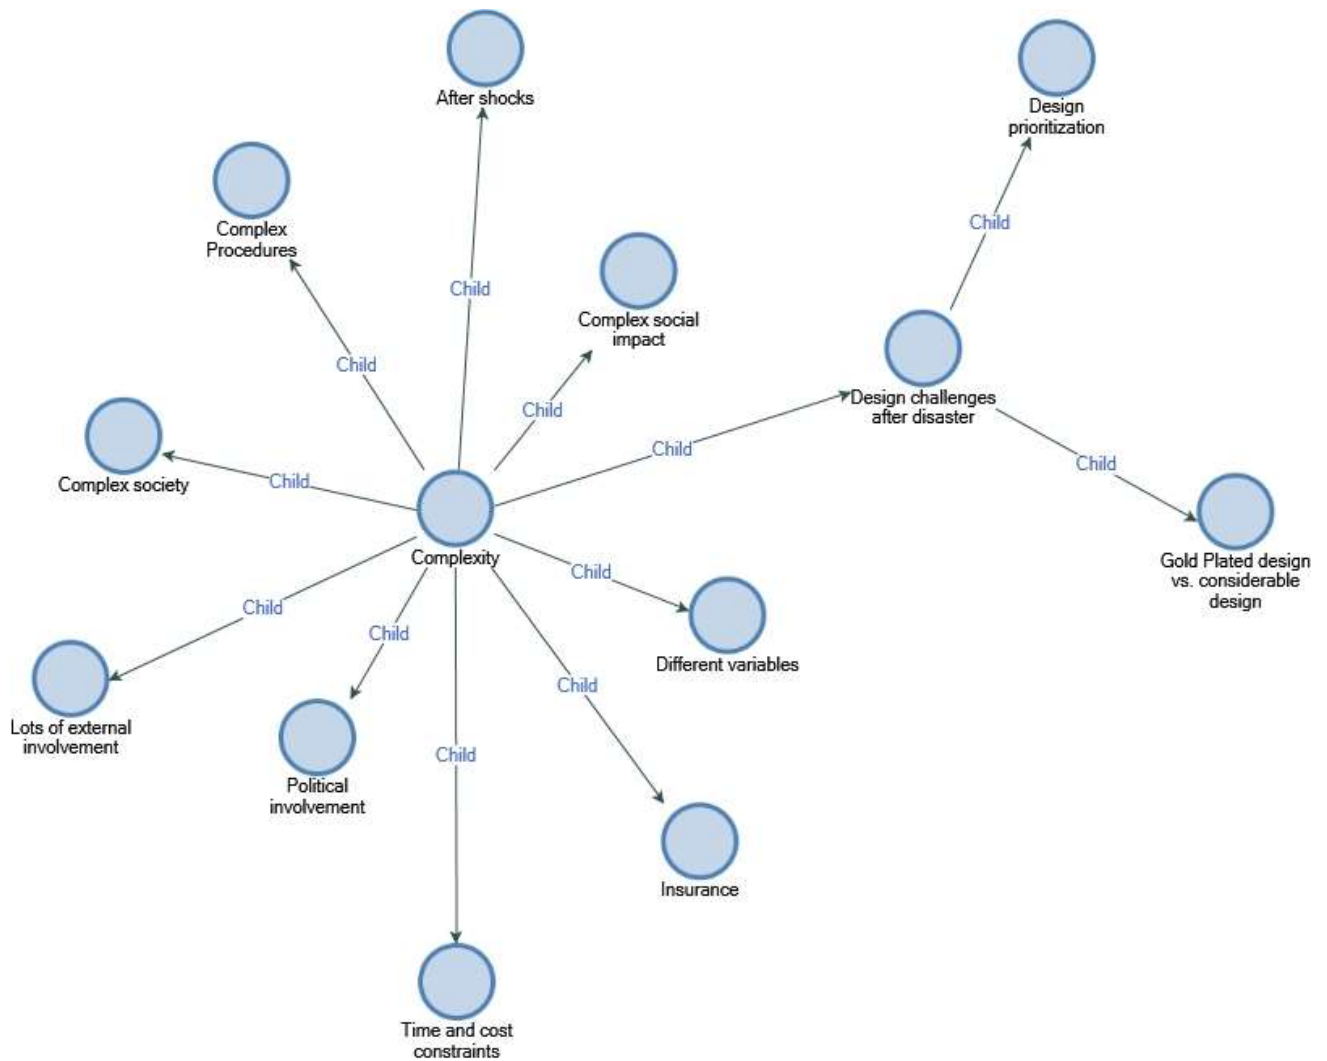 After shocks
Design
prioritization
Complex
Procedures
Child
Child
Complex social
impact
Child
Child
Design challenges
after disaster
Child
Child
Child
Complex society
Child
Complexity
Gold Plated design
vs. considerable
design
Child
Child
Different variables
Child
Child
Lots of external
involvement
Child
Political
involvement
Insurance
Time and cost
constraints